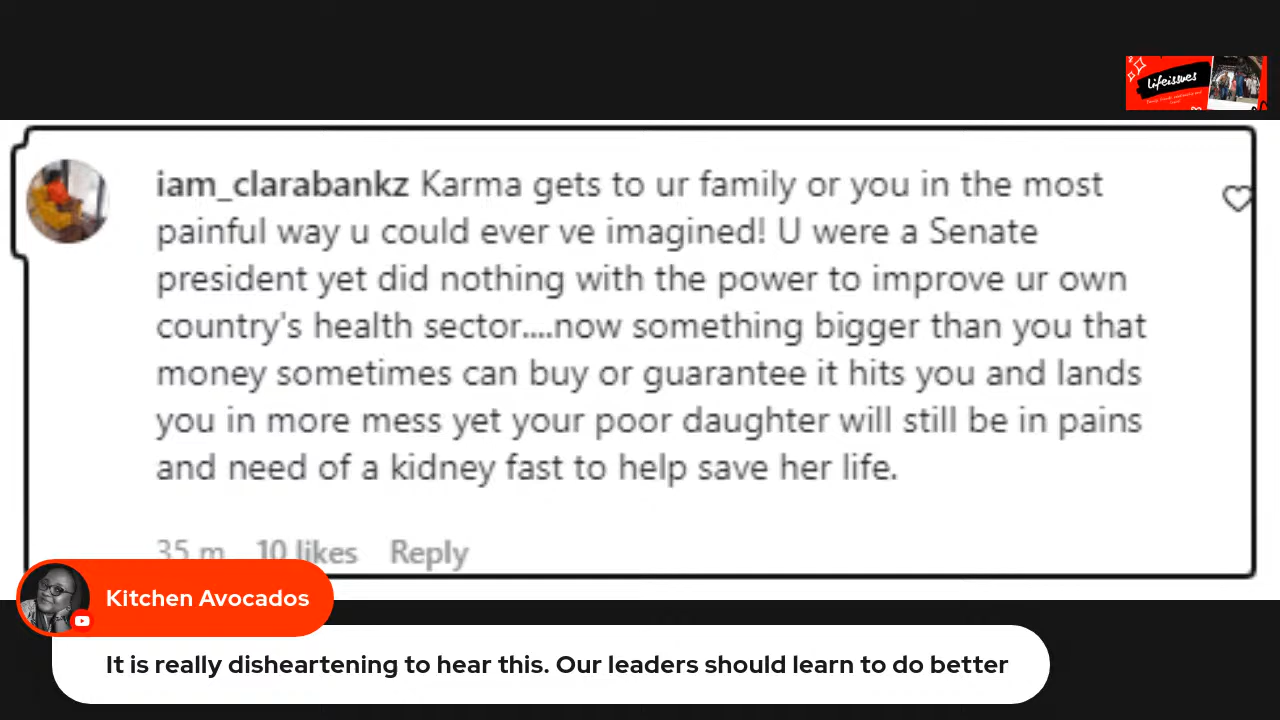 lifeissues
iam_clarabankz Karma gets to ur family or you in the most
painful way u could ever ve imagined! U were a Senate
president yet did nothing with the power to improve ur own
country's health sector....now something bigger than you that
money sometimes can buy or guarantee it hits you and lands
you in more mess yet your poor daughter will still be in pains
and need of a kidney fast to help save her life.
35 m 10 likes Reply
Kitchen Avocados
It is really disheartening to hear this. Our leaders should learn to do better